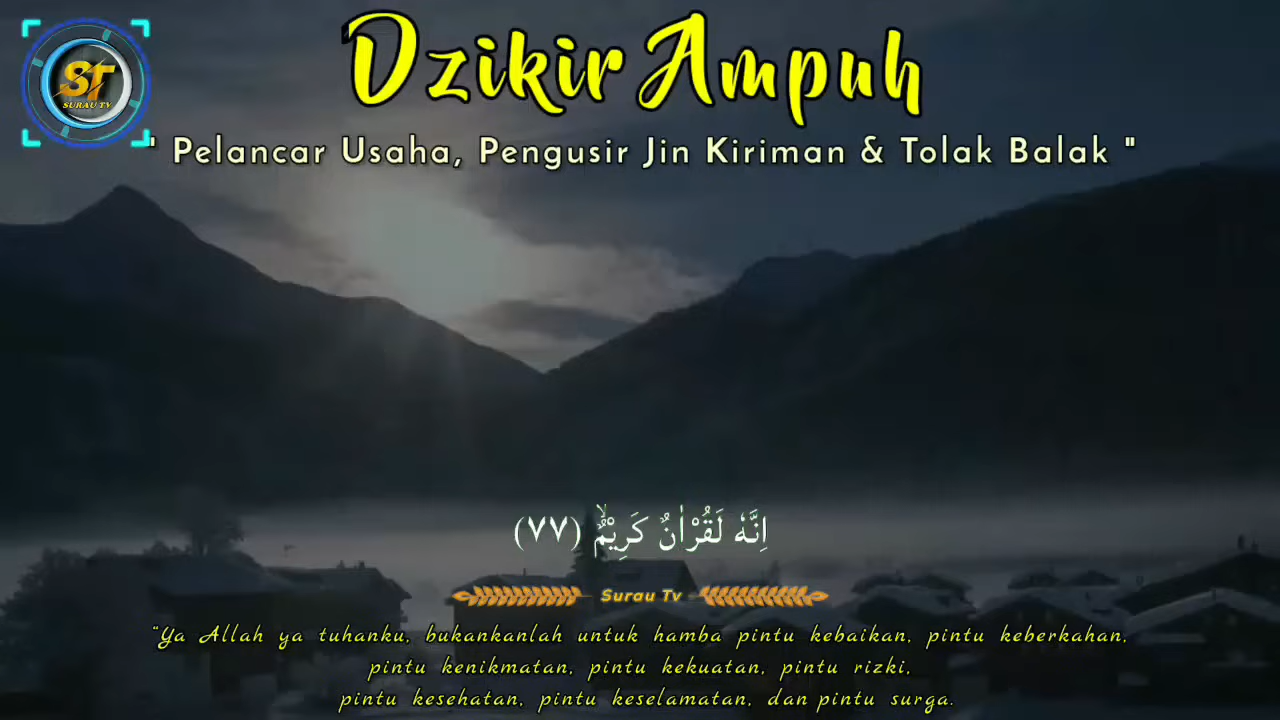 Dzikir Ampuh
ST
SURAU TV
" Pelancar Usaha, Pengusir Jin Kiriman & Tolak Balak "
اِنَّهٗ لَقُرْاٰنٌ كَرِيْمٌۙ (٧٧)
Surau Tv
"Ya Allah ya tuhanku, bukankanlah untuk hamba pintu kebaikan, pintu keberkahan,
pintu kenikmatan, pintu kekuatan, pintu rizki,
pintu kesehatan, pintu keselamatan, dan pintu surga.